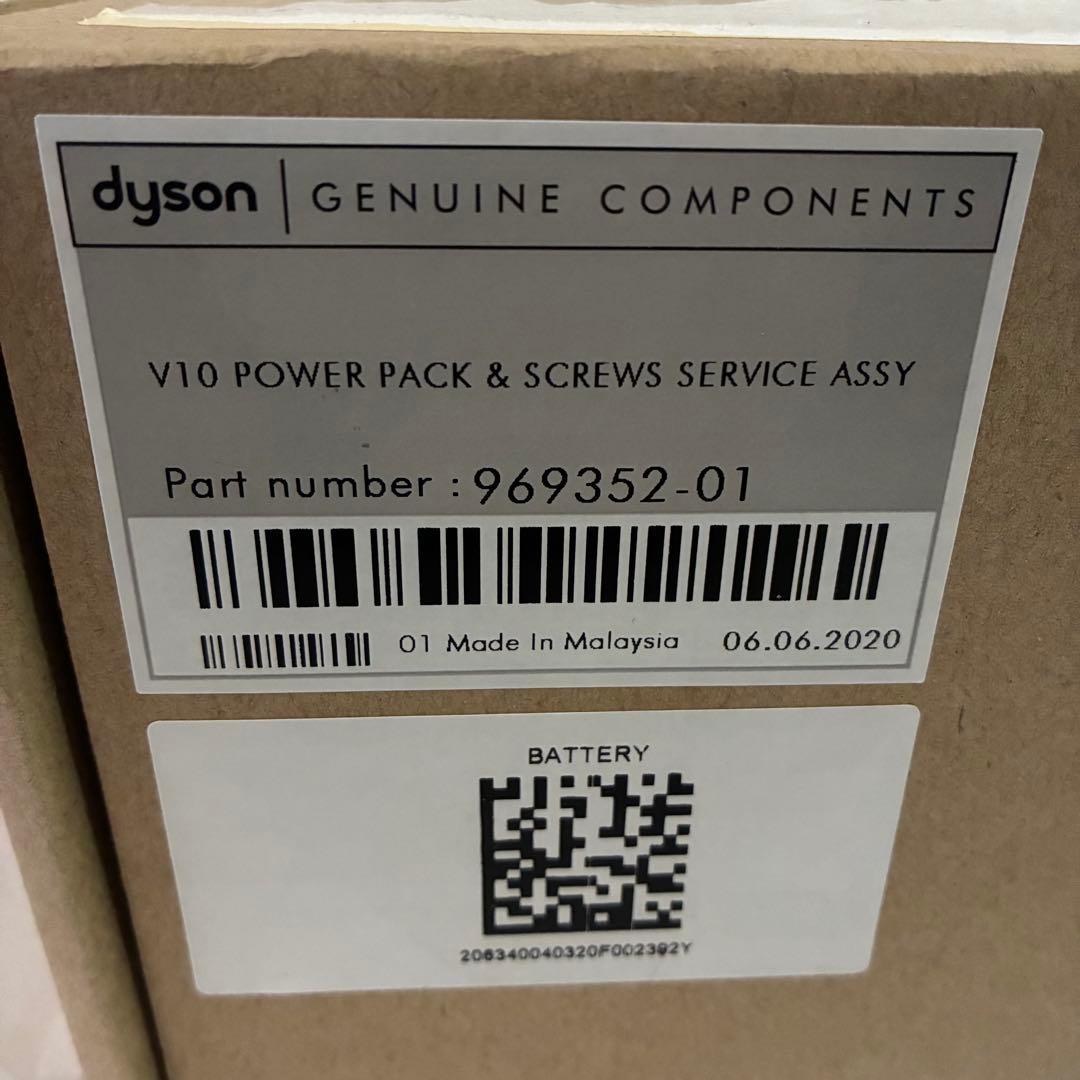 dyson | GENUINE COMPONENTS
V10 POWER PACK & SCREWS SERVICE ASSY
Part number : 969352-01
01 Made In Malaysia 06.06.2020
BATTERY
206340040320F002392Y